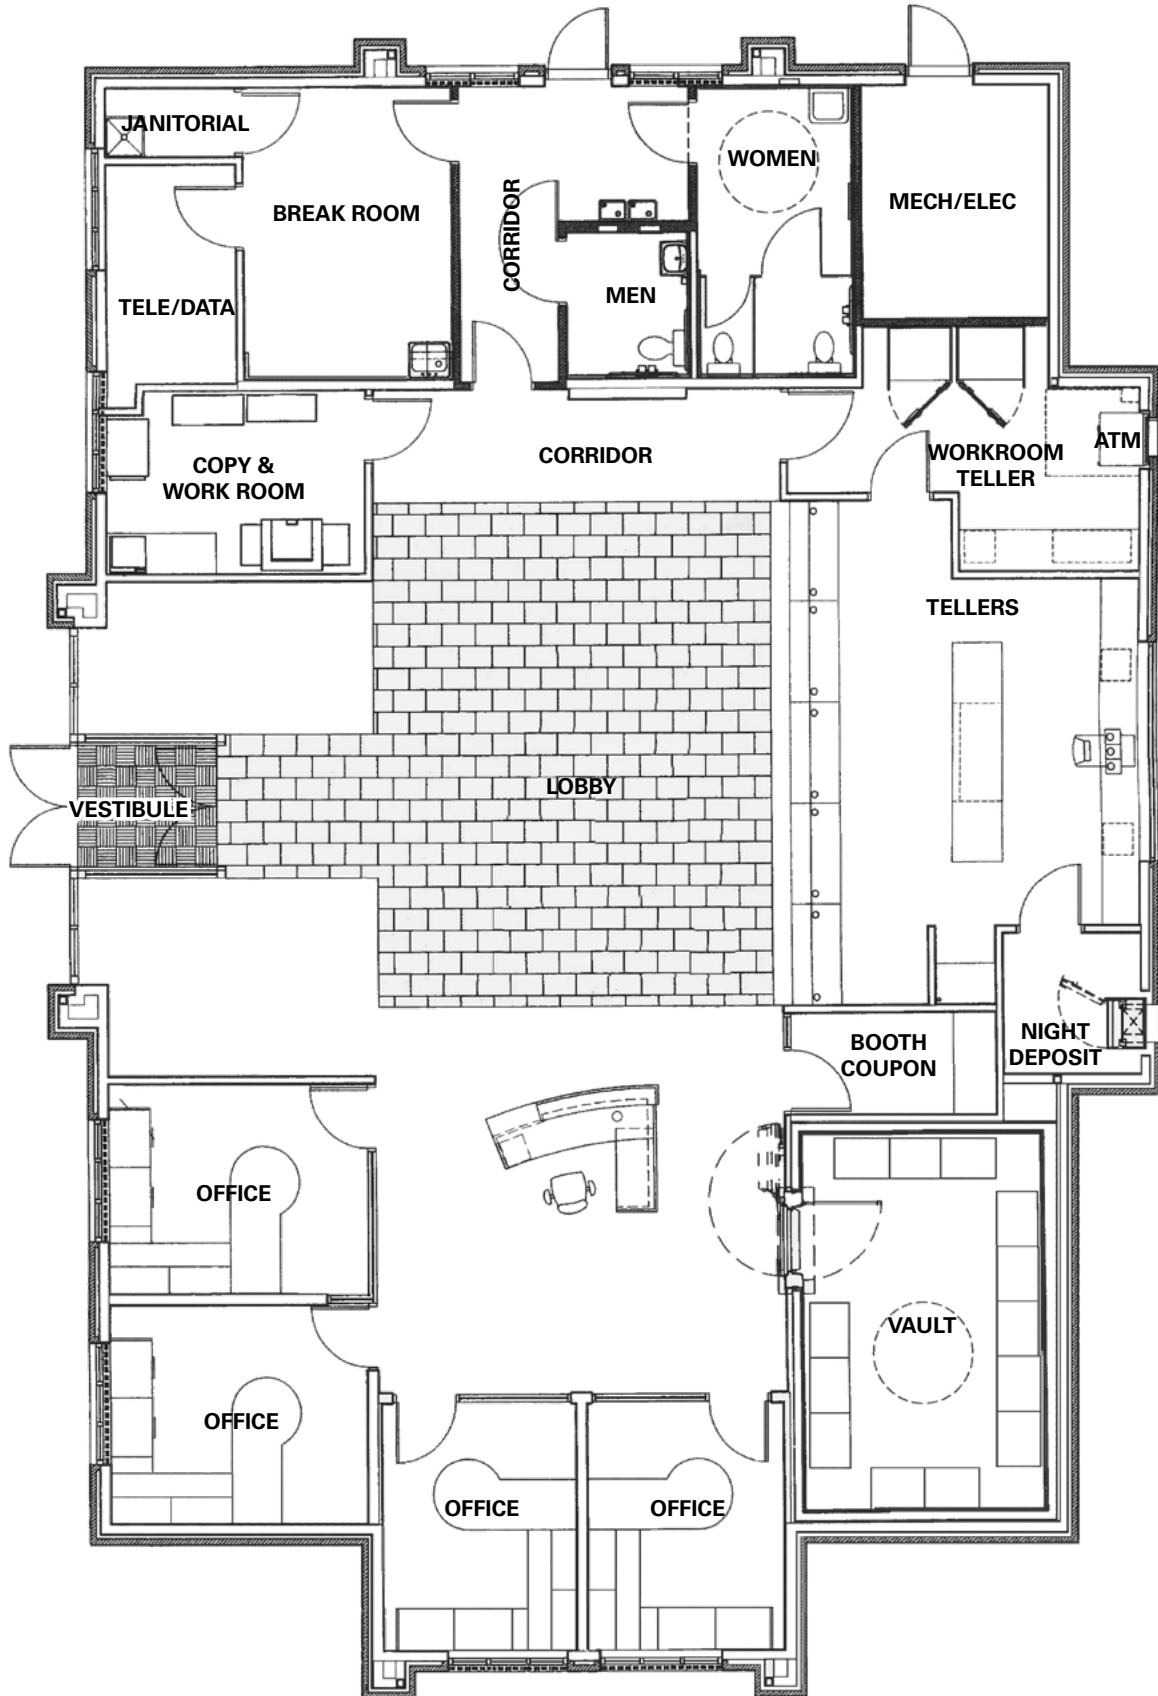 JANITORIAL
WOMEN
BREAK ROOM
CORRIDOR
MECH/ELEC
TELE/DATA
MEN
COPY &
WORK ROOM
CORRIDOR
WORKROOM
TELLER
ATM
TELLERS
LOBBY
VESTIBULE
BOOTH
COUPON
NIGHT
DEPOSIT
OFFICE
VAULT
OFFICE
OFFICE
OFFICE